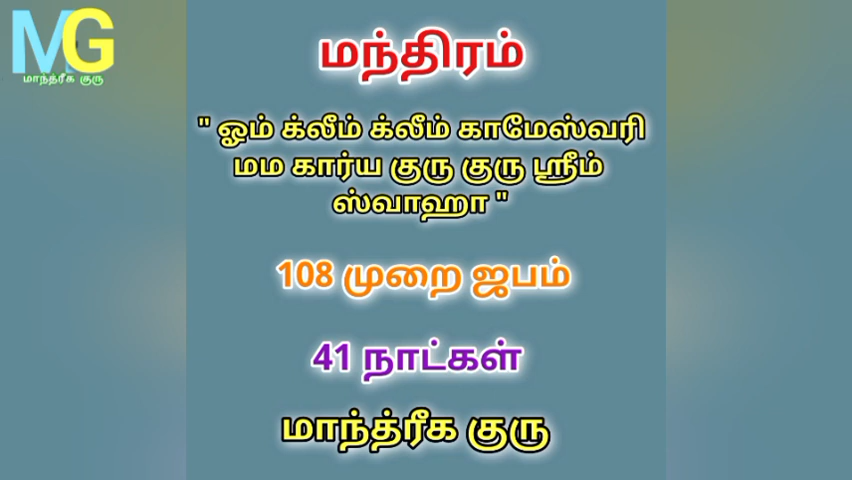 MG
மாந்த்ரீக குரு
மந்திரம்
" ஓம் க்லீம் க்லீம் காமேஸ்வரி
மம கார்ய குரு குரு ஸ்ரீம்
ஸ்வாஹா "
108 முறை ஜபம்
41 நாட்கள்
மாந்த்ரீக குரு